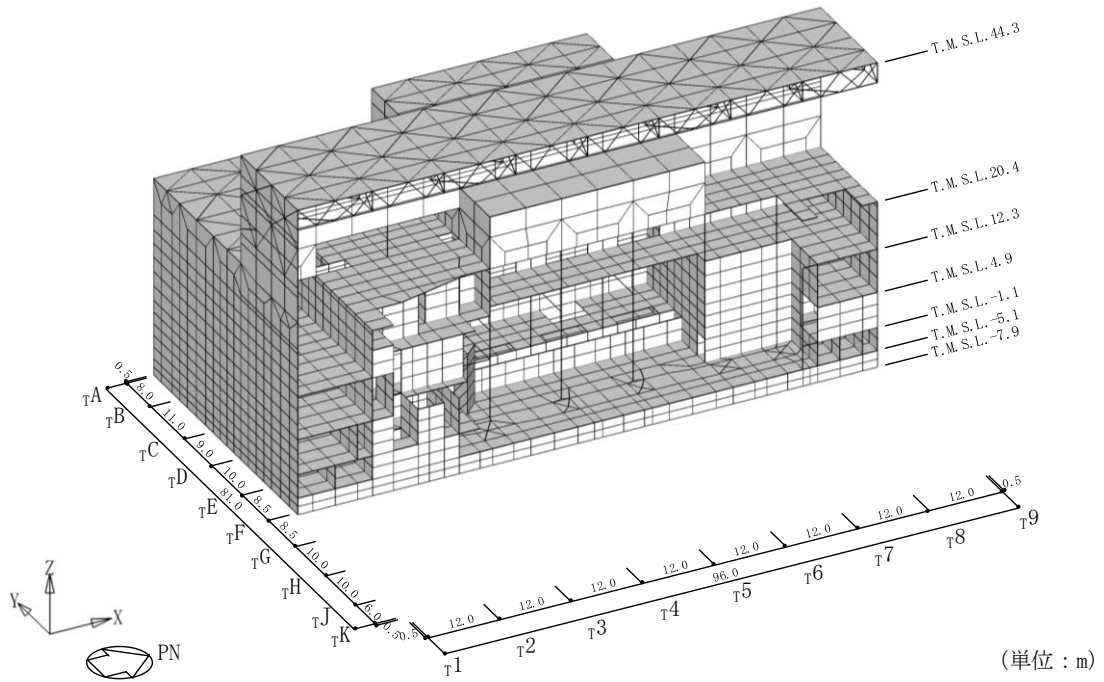 T.M.S.L.44.3
T.M.S.L.20.4
T.M.S.L.12.3
T.M.S.L.4.9
T.M.S.L.-1.1
T.M.S.L.-5.1
T.M.S.L.-7.9
TA
TB
TC
TD
TE
TF
TG
TH
TJ
TK
0.5
8.0
11.0
9.0
10.0
8.5
8.5
10.0
10.0
6.0
0.5
81.0
0.5
12.0
12.0
12.0
12.0
12.0
12.0
12.0
12.0
0.5
96.0
T1
T2
T3
T4
T5
T6
T7
T8
T9
Z
Y
X
PN
(単位：m)